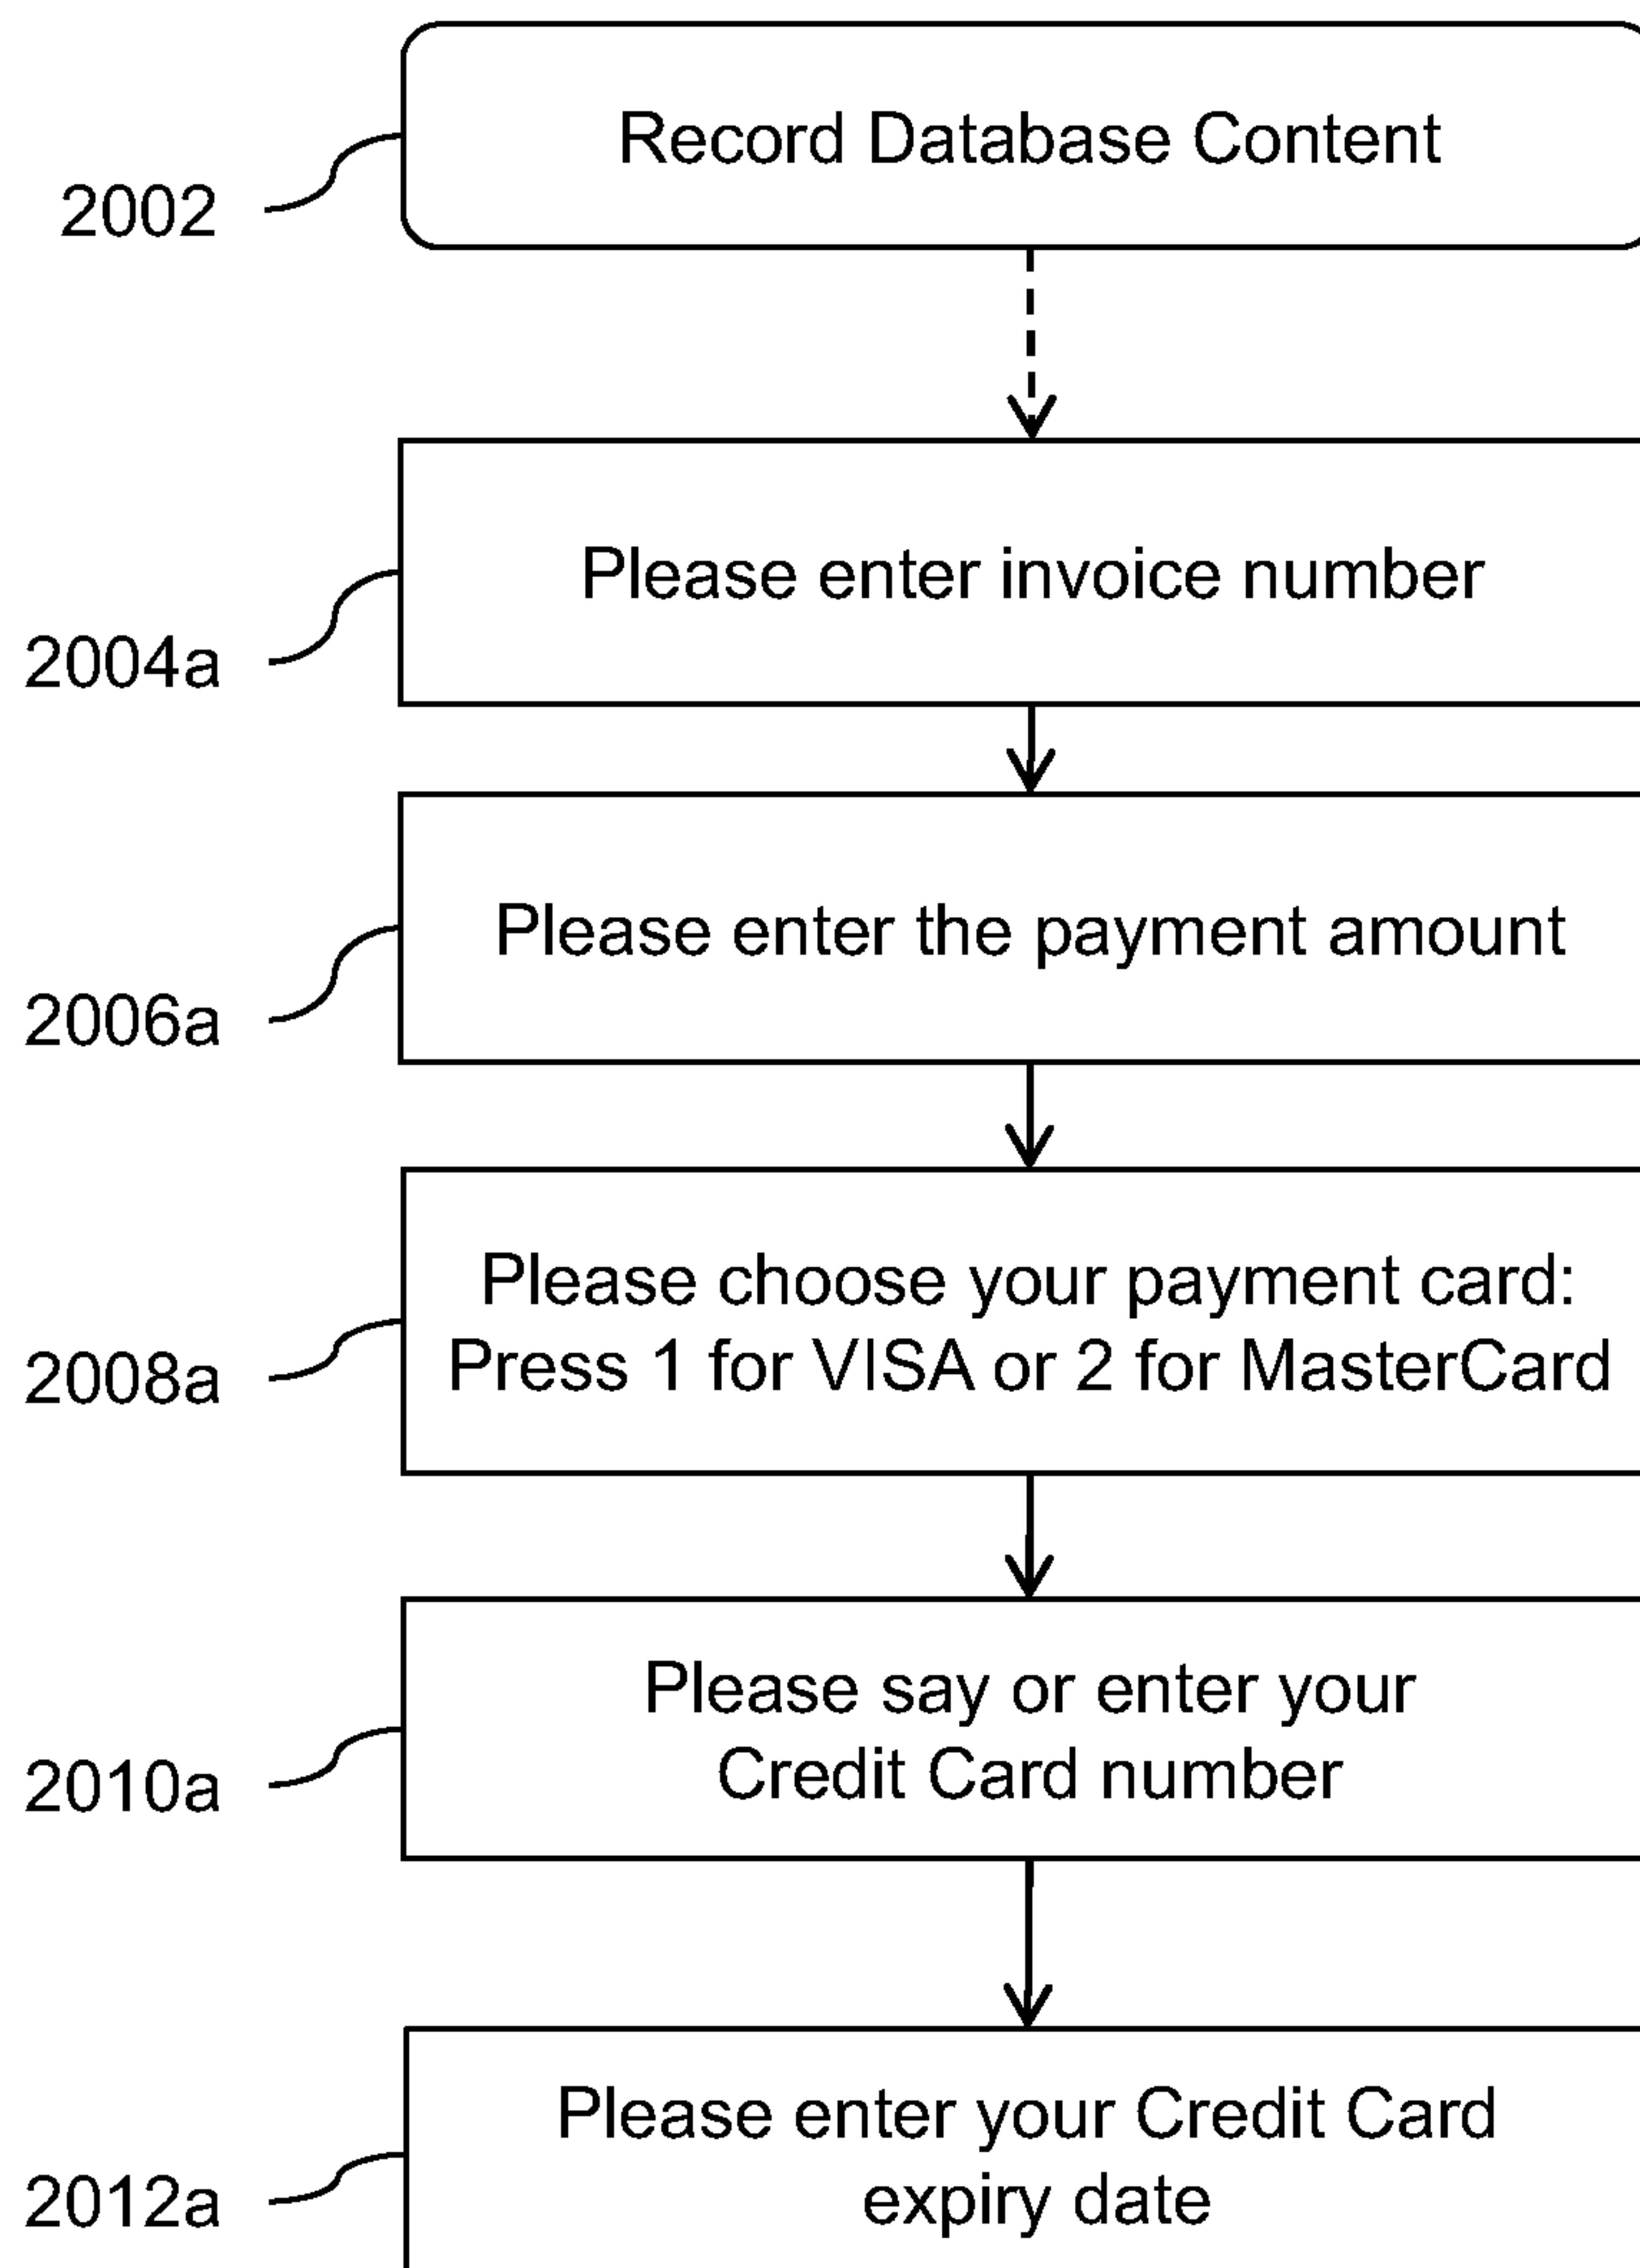 Record Database Content
2002
Please enter invoice number
2004a
Please enter the payment amount
2006a
Please choose your payment card:
Press 1 for VISA or 2 for MasterCard
2008a
Please say or enter your
Credit Card number
2010a
Please enter your Credit Card
expiry date
2012a